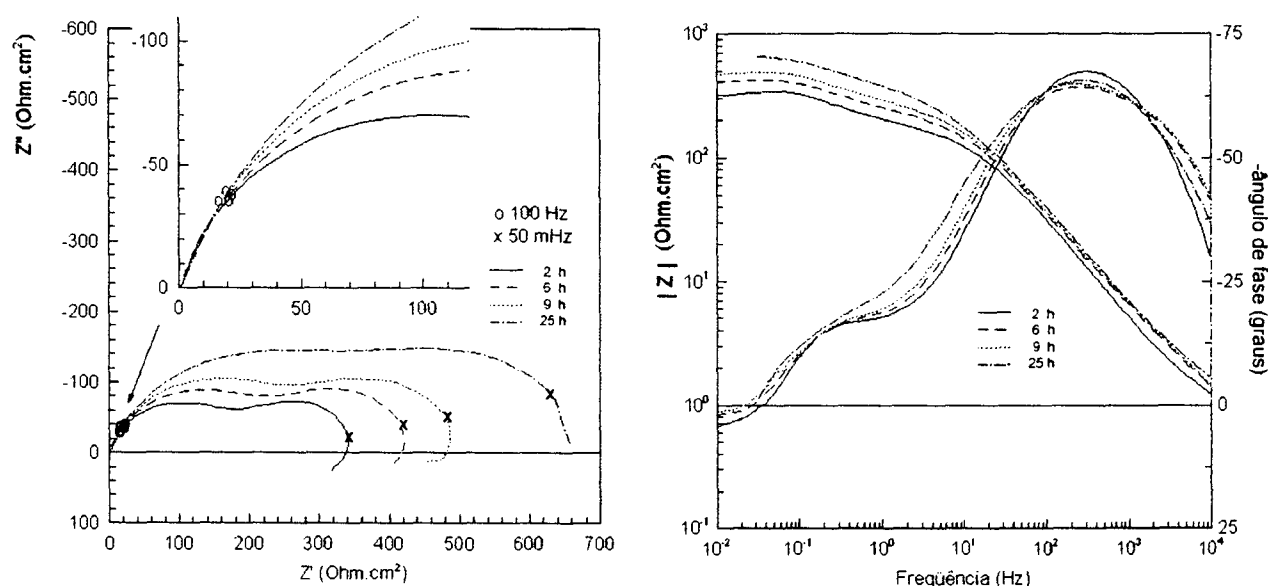 Z'' (Ohm.cm²)
-600
-500
-400
-300
-200
-100
0
100
-100
-50
0
0
50
100
o 100 Hz
x 50 mHz
2 h
6 h
9 h
25 h
0
100
200
300
400
500
600
700
Z' (Ohm.cm²)
| Z | (Ohm.cm²)
10³
10²
10¹
10⁰
10⁻¹
2 h
6 h
9 h
25 h
-75
-50
-25
0
25
-ângulo de fase (graus)
10⁻²
10⁻¹
10⁰
10¹
10²
10³
10⁴
Freqüência (Hz)